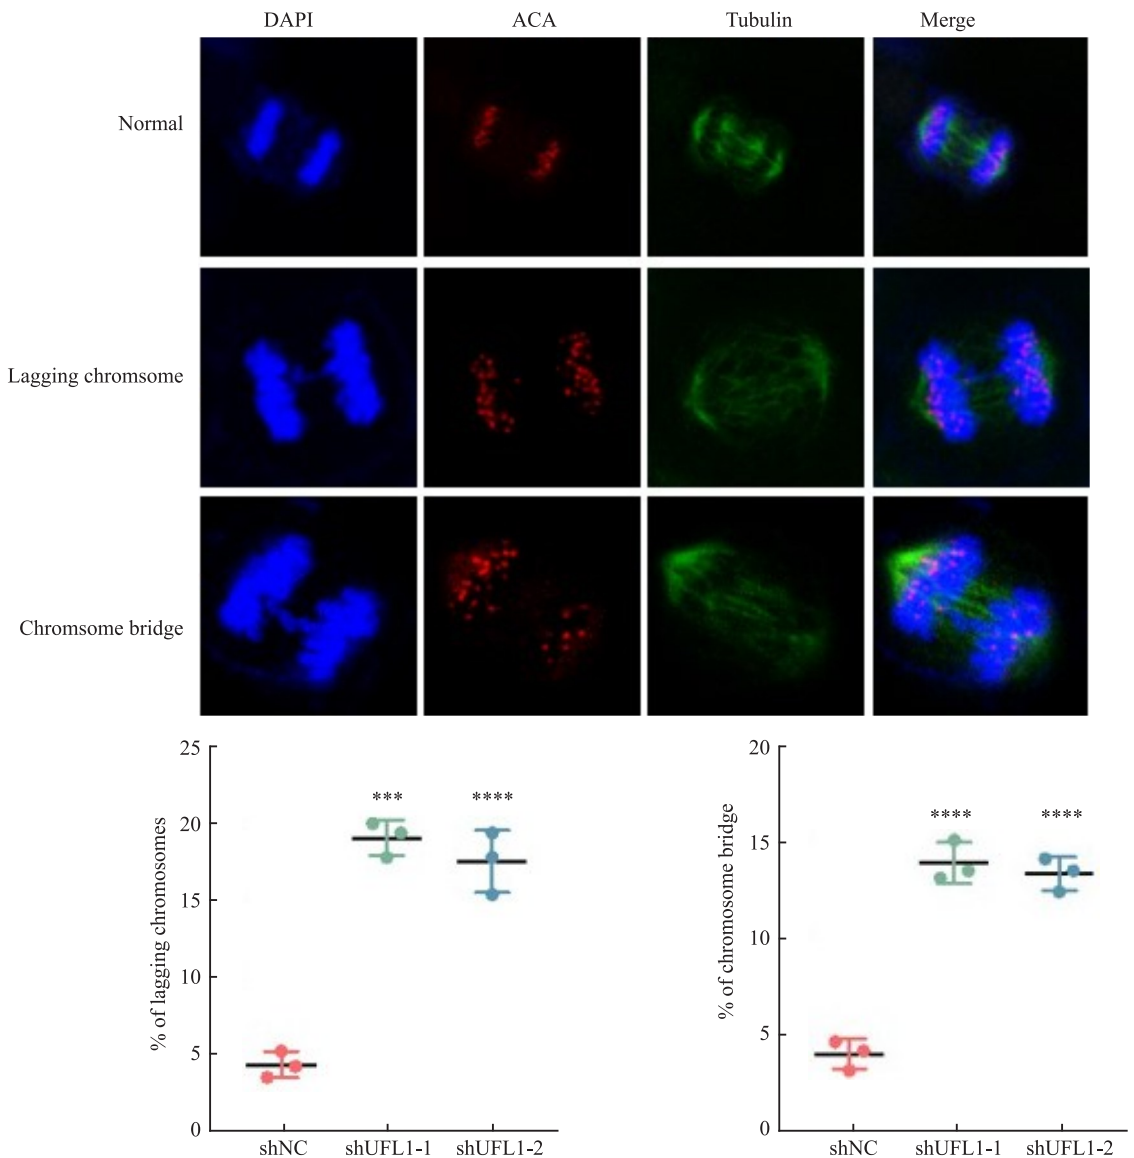 DAPI ACA Tubulin Merge
Normal
Lagging chromsome
Chromsome bridge
% of lagging chromosomes
25
20
15
10
5
0
*** ****
shNC shUFL1-1 shUFL1-2
% of chromosome bridge
20
15
10
5
0
**** ****
shNC shUFL1-1 shUFL1-2